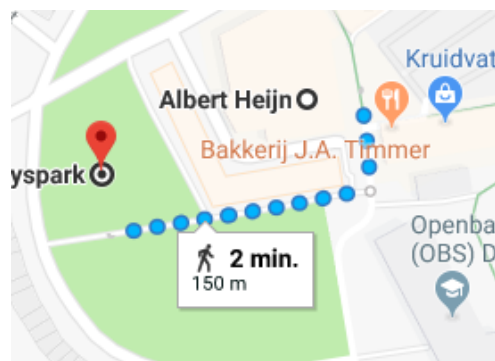 Kruidvat
Albert Heijn
Bakkerij J.A. Timmer
yspark
Openba
(OBS) D
2 min.
150 m